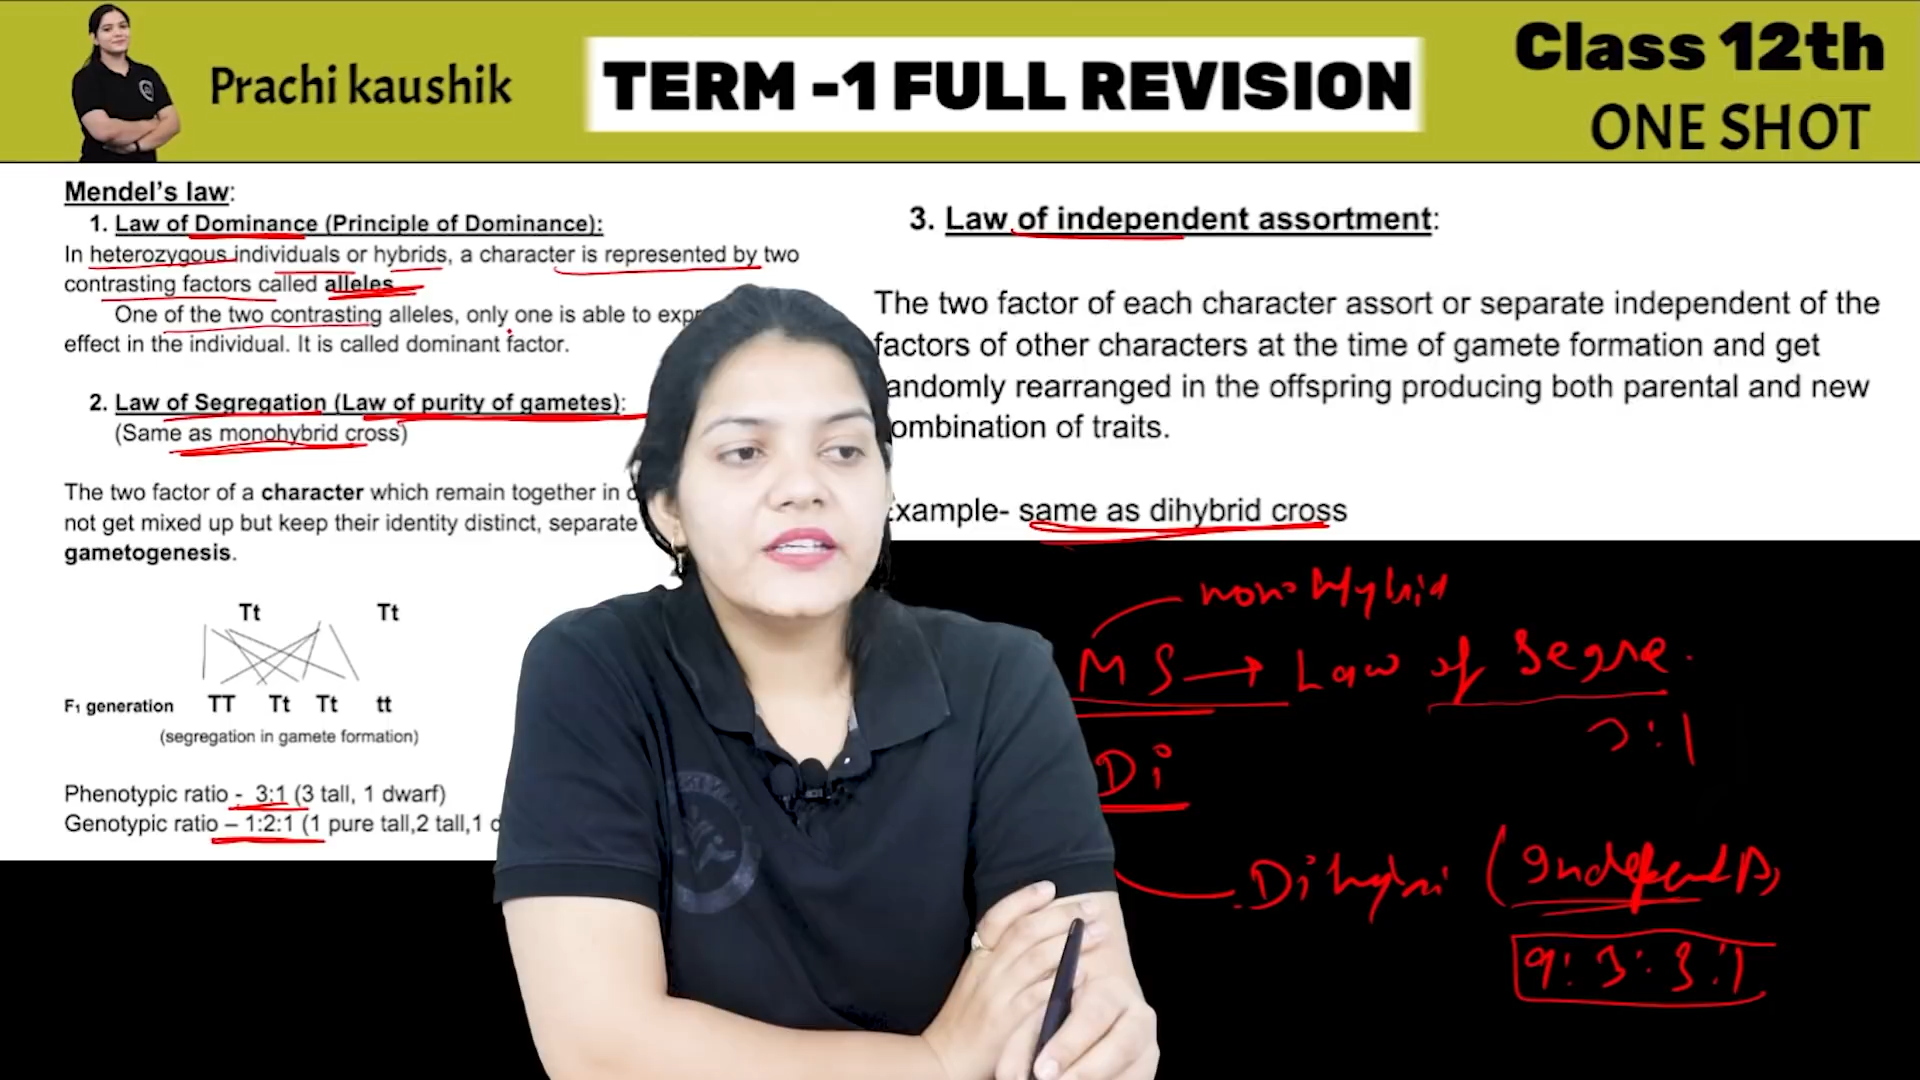 Prachi kaushik
TERM -1 FULL REVISION
Class 12th
ONE SHOT
Mendel's law:
1. Law of Dominance (Principle of Dominance):
In heterozygous individuals or hybrids, a character is represented by two
contrasting factors called alleles
One of the two contrasting alleles, only one is able to
effect in the individual. It is called dominant factor.
2. Law of Segregation (Law of purity of gametes):
(Same as monohybrid cross)
The two factor of a character which remain together in
not get mixed up but keep their identity distinct, separate
gametogenesis.
Tt Tt
F1 generation TT Tt Tt tt
(segregation in gamete formation)
Phenotypic ratio - 3:1 (3 tall, 1 dwarf)
Genotypic ratio – 1:2:1 (1 pure tall,2 tall,1
3. Law of independent assortment:
The two factor of each character assort or separate independent of the
factors of other characters at the time of gamete formation and get
randomly rearranged in the offspring producing both parental and new
combination of traits.
Example- same as dihybrid cross
mono Hybrid
MS → Law of Segre.
3:1
Di
Dihybri (Independent A)
9:3:3:1